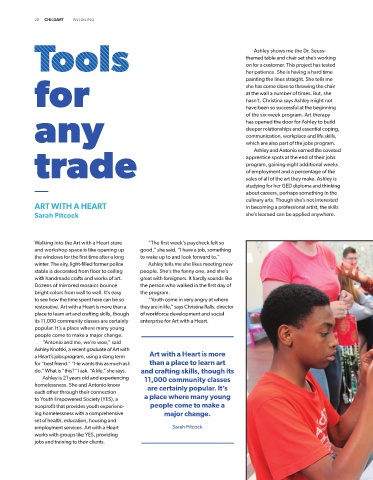 28 CHILDART WELLBEING
Tools
for
any
trade
ART WITH A HEART
Sarah Pitcock
Walking into the Art with a Heart store
and workshop space is like opening up
the windows for the first time after a long
winter. The airy, light-filled former police
stable is decorated from floor to ceiling
with handmade crafts and works of art.
Dozens of mirrored mosaics bounce
bright colors from wall to wall. It's easy
to see how the time spent here can be so
restorative. Art with a Heart is more than a
place to learn art and crafting skills, though
its 11,000 community classes are certainly
popular. It's a place where many young
people come to make a major change.
"Antonio and me, we're wow," said
Ashley Knobbs, a recent graduate of Art with
a Heart's jobs program, using a slang term
for "best friend." "He wants this as much as I
do." What is "this?" I ask. "A life," she says.
Ashley is 21 years old and experiencing
homelessness. She and Antonio know
each other through their connection
to Youth Empowered Society (YES), a
nonprofit that provides youth experienc-
ing homelessness with a comprehensive
set of health, education, housing and
employment services. Art with a Heart
works with groups like YES, providing
jobs and training to their clients.
"The first week's paycheck felt so
good," she said. "I have a job, something
to wake up to and look forward to."
Ashley tells me she likes meeting new
people. She's the funny one, and she's
great with foreigners. It hardly sounds like
the person who walked in the first day of
the program.
"Youth come in very angry at where
they are in life," says Christina Ralls, director
of workforce development and social
enterprise for Art with a Heart.
Art with a Heart is more
than a place to learn art
and crafting skills, though its
11,000 community classes
are certainly popular. It's
a place where many young
people come to make a
major change.
Sarah Pitcock
Ashley shows me the Dr. Seuss-
themed table and chair set she's working
on for a customer. This project has tested
her patience. She is having a hard time
painting the lines straight. She tells me
she has come close to throwing the chair
at the wall a number of times. But, she
hasn't. Christina says Ashley might not
have been so successful at the beginning
of the six-week program. Art therapy
has opened the door for Ashley to build
deeper relationships and essential coping,
communication, workplace and life skills,
which are also part of the jobs program.
Ashley and Antonio earned the coveted
apprentice spots at the end of their jobs
program, gaining eight additional weeks
of employment and a percentage of the
sales of all of the art they make. Ashley is
studying for her GED diploma and thinking
about careers, perhaps something in the
culinary arts. Though she's not interested
in becoming a professional artist, the skills
she's learned can be applied anywhere.